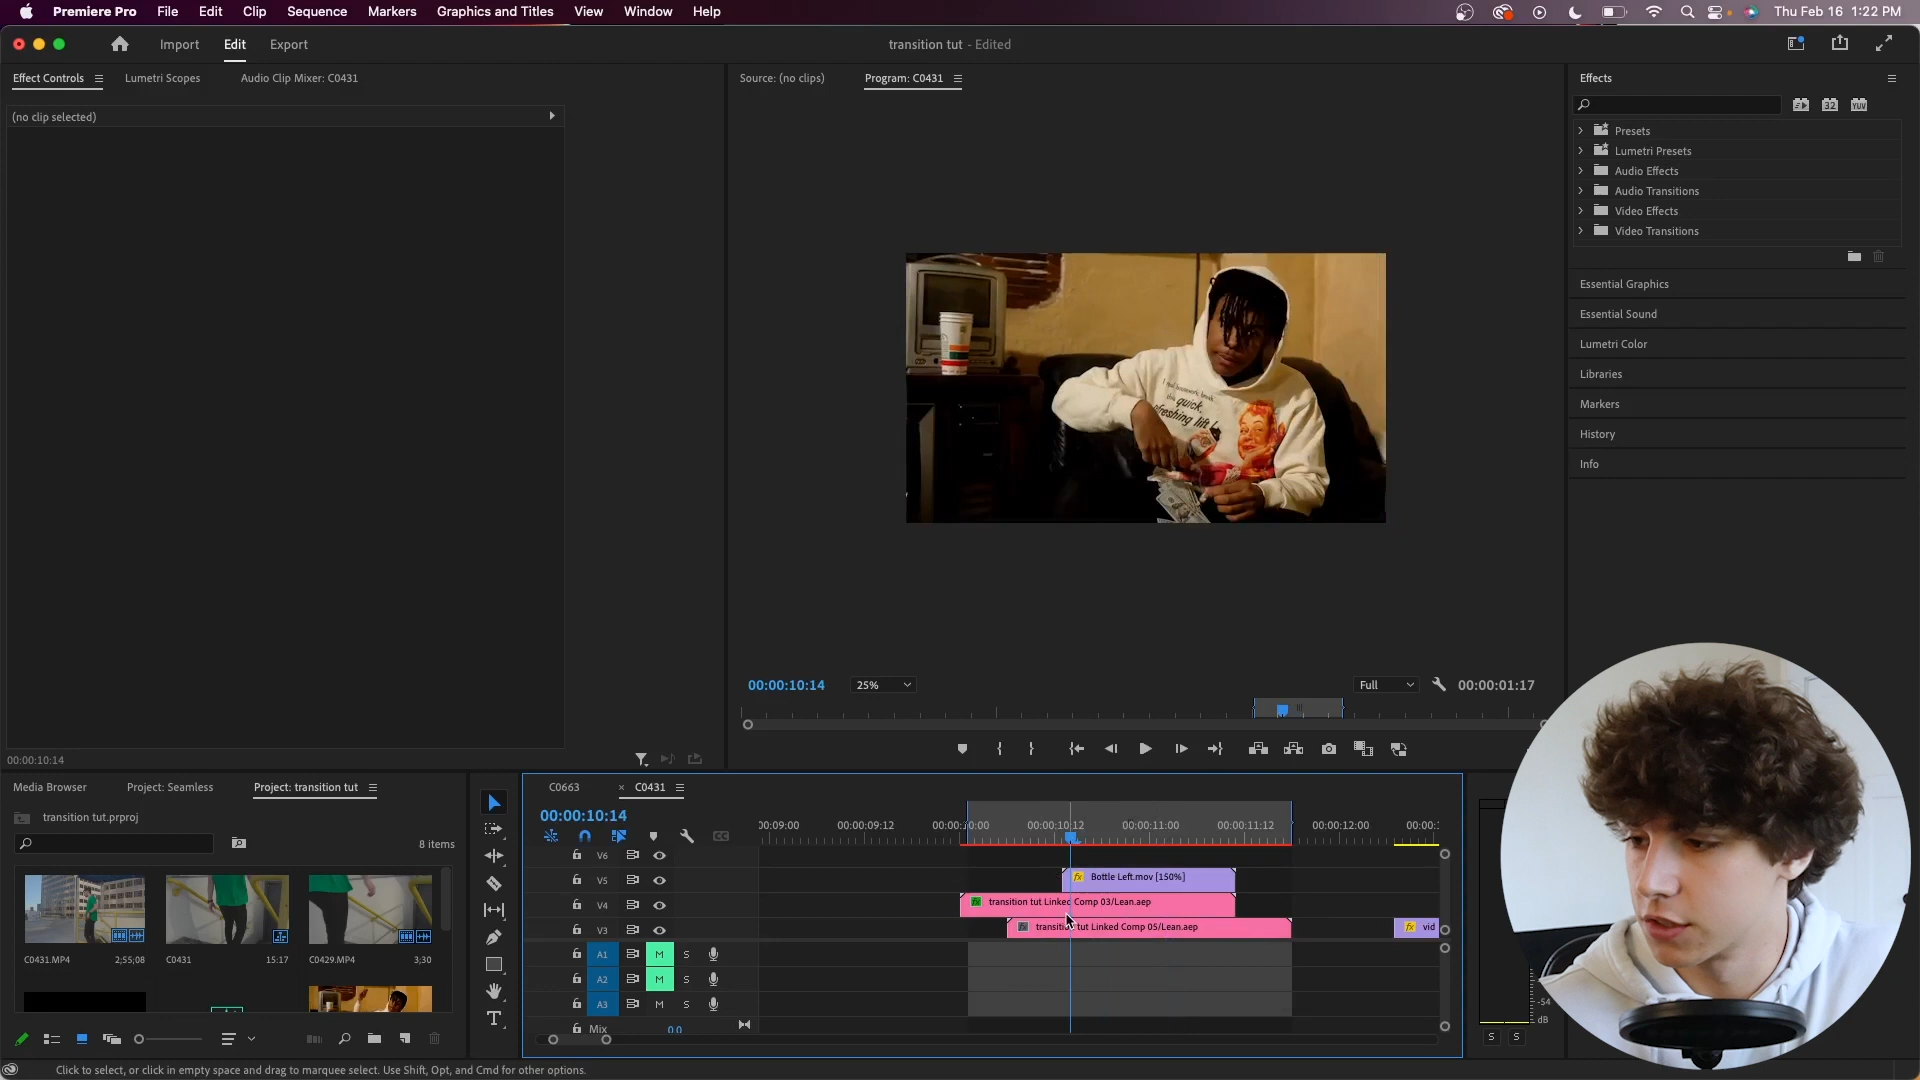 Premiere Pro File Edit Clip Sequence Markers Graphics and Titles View Window Help Thu Feb 16 1:22 PM
Import Edit Export transition tut - Edited
Effect Controls Lumetri Scopes Audio Clip Mixer: C0431
(no clip selected)
00:00:10:14
Source: (no clips) Program: C0431
quick,
00:00:10:14 25% Full 00:00:01:17
Effects
32 YUV
Presets
Lumetri Presets
Audio Effects
Audio Transitions
Video Effects
Video Transitions
Essential Graphics
Essential Sound
Lumetri Color
Libraries
Markers
History
Info
Media Browser Project: Seamless Project: transition tut
transition tut.prproj
8 items
C0431.MP4 2;55;08 C0431 15:17 C0429.MP4 3;30
C0663 × C0431
00:00:10:14
00:09:00 00:00:09:12 00:00:10:00 00:00:10:12 00:00:11:00 00:00:11:12 00:00:12:00
V6
V5 fx Bottle Left.mov [150%]
V4 fx transition tut Linked Comp 03/Lean.aep
V3 fx transition tut Linked Comp 05/Lean.aep fx vid
A1 M S
A2 M S
A3 M S
Mix 0.0
-54
dB
S S
Click to select, or click in empty space and drag to marquee select. Use Shift, Opt, and Cmd for other options.